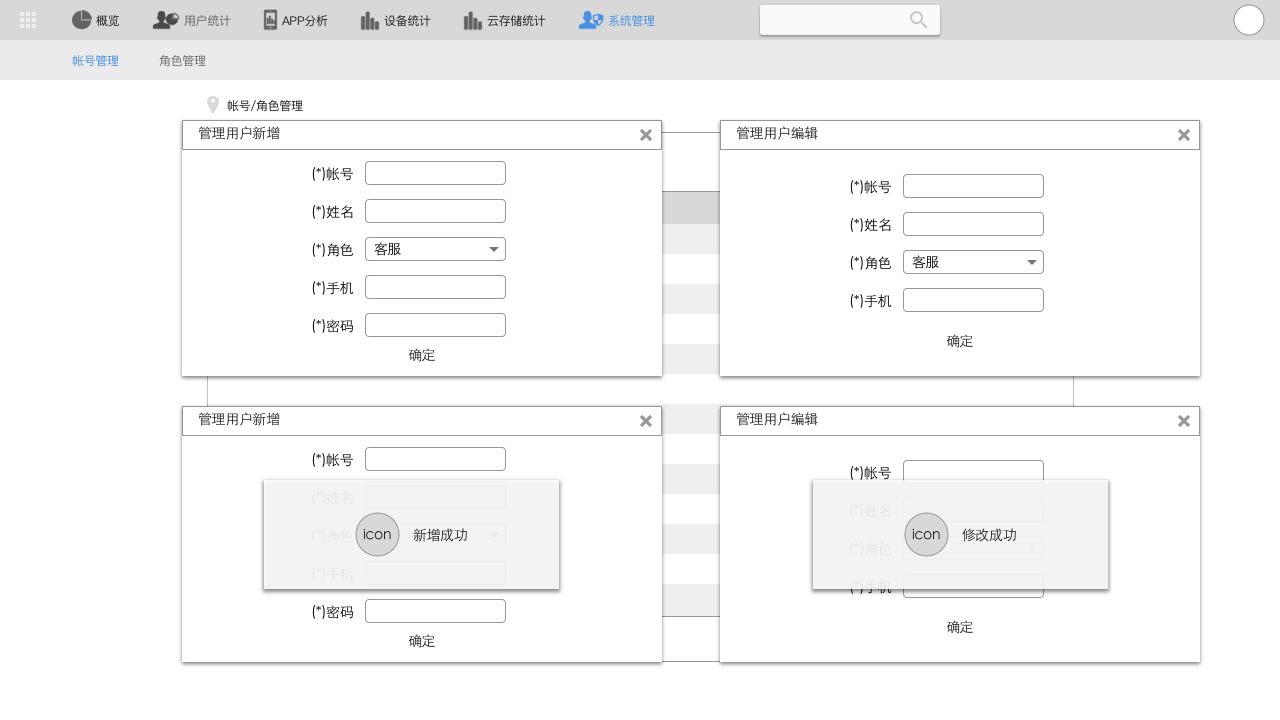 概览 用户统计 APP分析 设备统计 云存储统计 系统管理
帐号管理 角色管理
帐号/角色管理
管理用户新增
(*)帐号
(*)姓名
(*)角色 客服
(*)手机
(*)密码
确定
管理用户编辑
(*)帐号
(*)姓名
(*)角色 客服
(*)手机
确定
管理用户新增
(*)帐号
(*)姓名
(*)角色
icon 新增成功
(*)手机
(*)密码
确定
管理用户编辑
(*)帐号
(*)姓名
(*)角色
icon 修改成功
(*)手机
确定